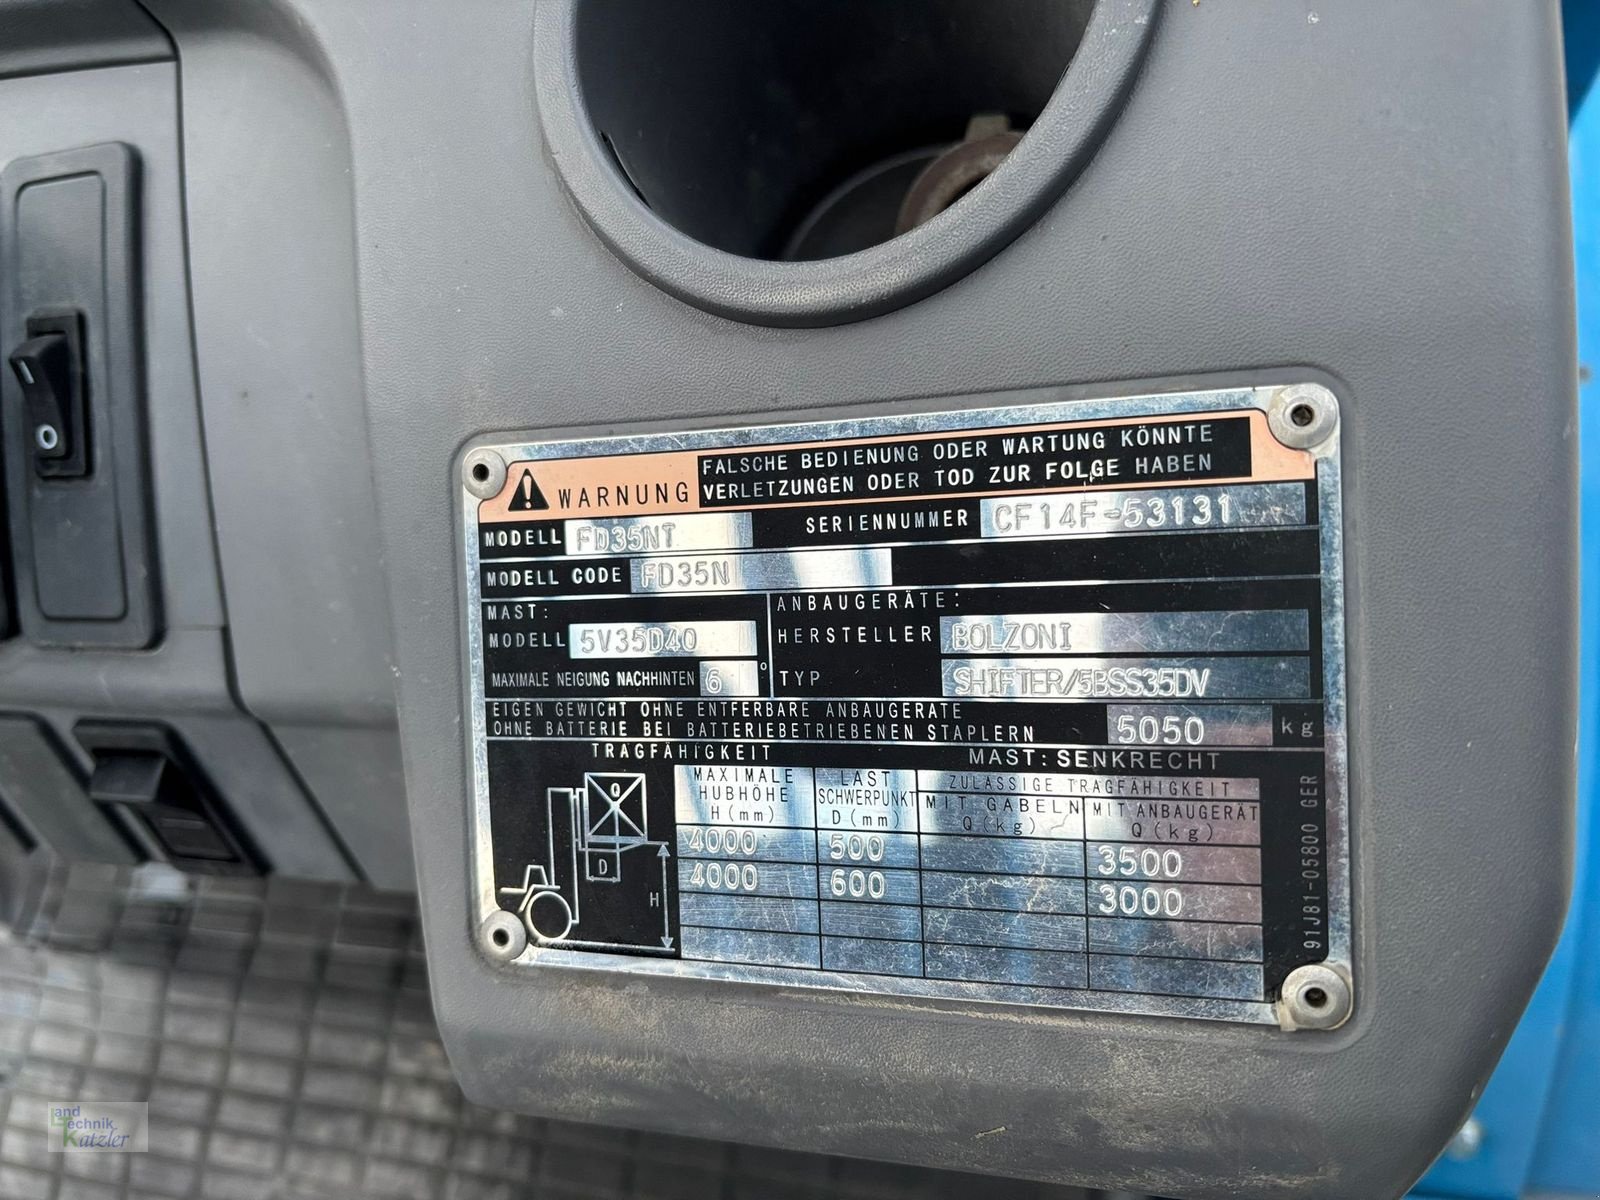 WARNUNG
FALSCHE BEDIENUNG ODER WARTUNG KÖNNTE
VERLETZUNGEN ODER TOD ZUR FOLGE HABEN
MODELL FD35NT SERIENNUMMER CF14F-53131
MODELL CODE FD35N
MAST:
MODELL 5V35D40
MAXIMALE NEIGUNG NACHHINTEN 6°
ANBAUGERÄTE:
HERSTELLER BOLZONI
TYP SHIFTER/5BSS35DV
EIGEN GEWICHT OHNE ENTFERBARE ANBAUGERATE
OHNE BATTERIE BEI BATTERIEBETRIEBENEN STAPLERN 5050 kg
TRAGFÄHIGKEIT MAST: SENKRECHT
MAXIMALE
HUBHÖHE
H(mm)
LAST
SCHWERPUNKT
D(mm)
ZULÄSSIGE TRAGFÄHIGKEIT
MIT GABELN
Q(kg)
MIT ANBAUGERÄT
Q(kg)
4000 500 3500
4000 600 3000
Q
D
H
91J81-05800 GER
Land
Technik
Katzler